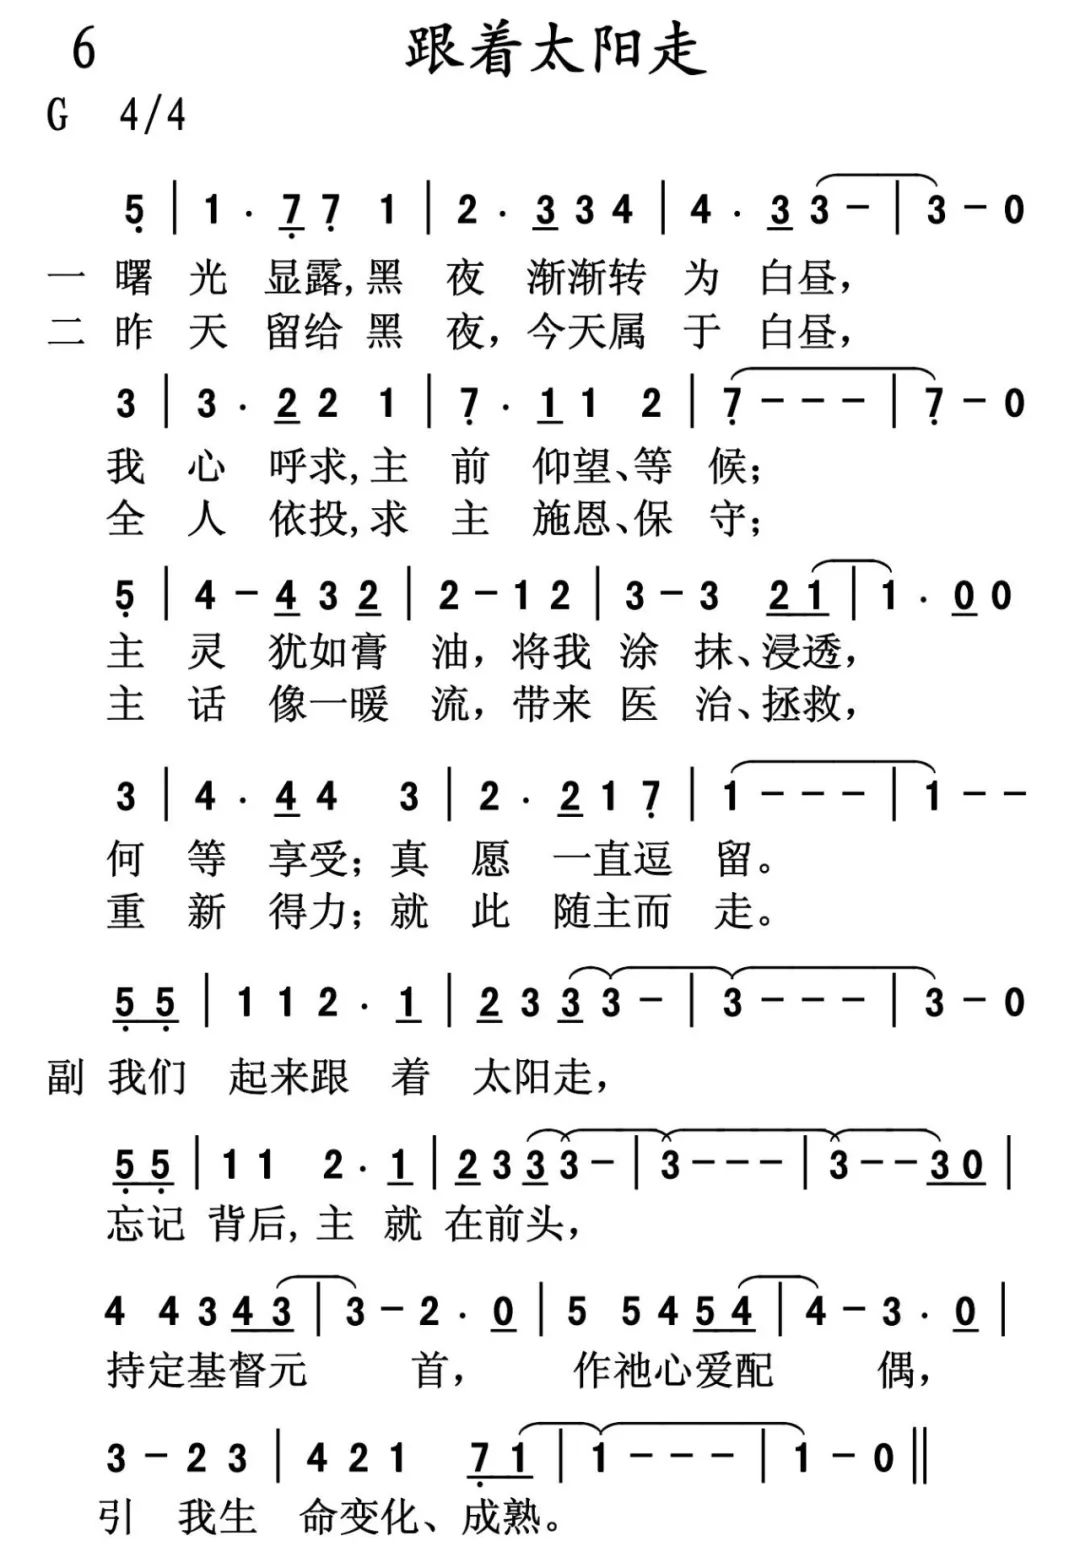 6 跟着太阳走
G 4/4
5̣ | 1 · 7̣ 7̣ 1 | 2 · 3 3 4 | 4 · 3 3 － | 3 － 0
一 曙 光 显露,黑 夜 渐渐转 为 白昼，
二 昨 天 留给 黑 夜，今天属 于 白昼，
3 | 3 · 2 2 1 | 7̣ · 1 1 2 | 7̣ － － － | 7̣ － 0
我 心 呼求,主 前 仰望、等 候；
全 人 依投,求 主 施恩、保 守；
5̣ | 4 － 4 3 2 | 2 － 1 2 | 3 － 3 2 1 | 1 · 0 0
主 灵 犹如膏 油，将我 涂 抹、浸透，
主 话 像一暖 流，带来 医 治、拯救，
3 | 4 · 4 4 3 | 2 · 2 1 7̣ | 1 － － － | 1 － －
何 等 享受；真 愿 一直逗 留。
重 新 得力；就 此 随主而 走。
5̣ 5̣ | 1 1 2 · 1 | 2 3 3 3 － | 3 － － － | 3 － 0
副 我们 起来跟 着 太阳走，
5̣ 5̣ | 1 1 2 · 1 | 2 3 3 3 － | 3 － － － | 3 － － 3 0 |
忘记 背后,主 就 在前头，
4 4 3 4 3 | 3 － 2 · 0 | 5 5 4 5 4 | 4 － 3 · 0 |
持定基督元 首， 作祂心爱配 偶，
3 － 2 3 | 4 2 1 7̣ 1 | 1 － － － | 1 － 0 ‖
引 我生 命变化、成熟。